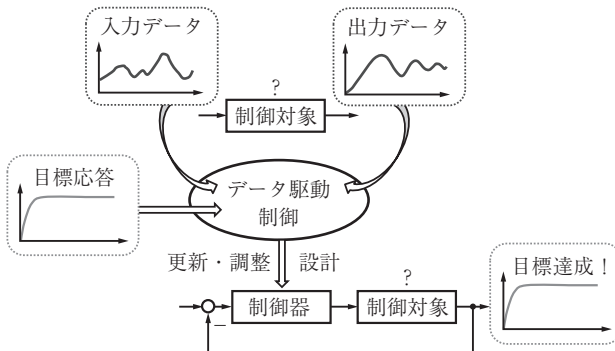 入力データ
出力データ
?
制御対象
目標応答
データ駆動
制御
更新・調整
設計
?
目標達成！
制御器
制御対象
−